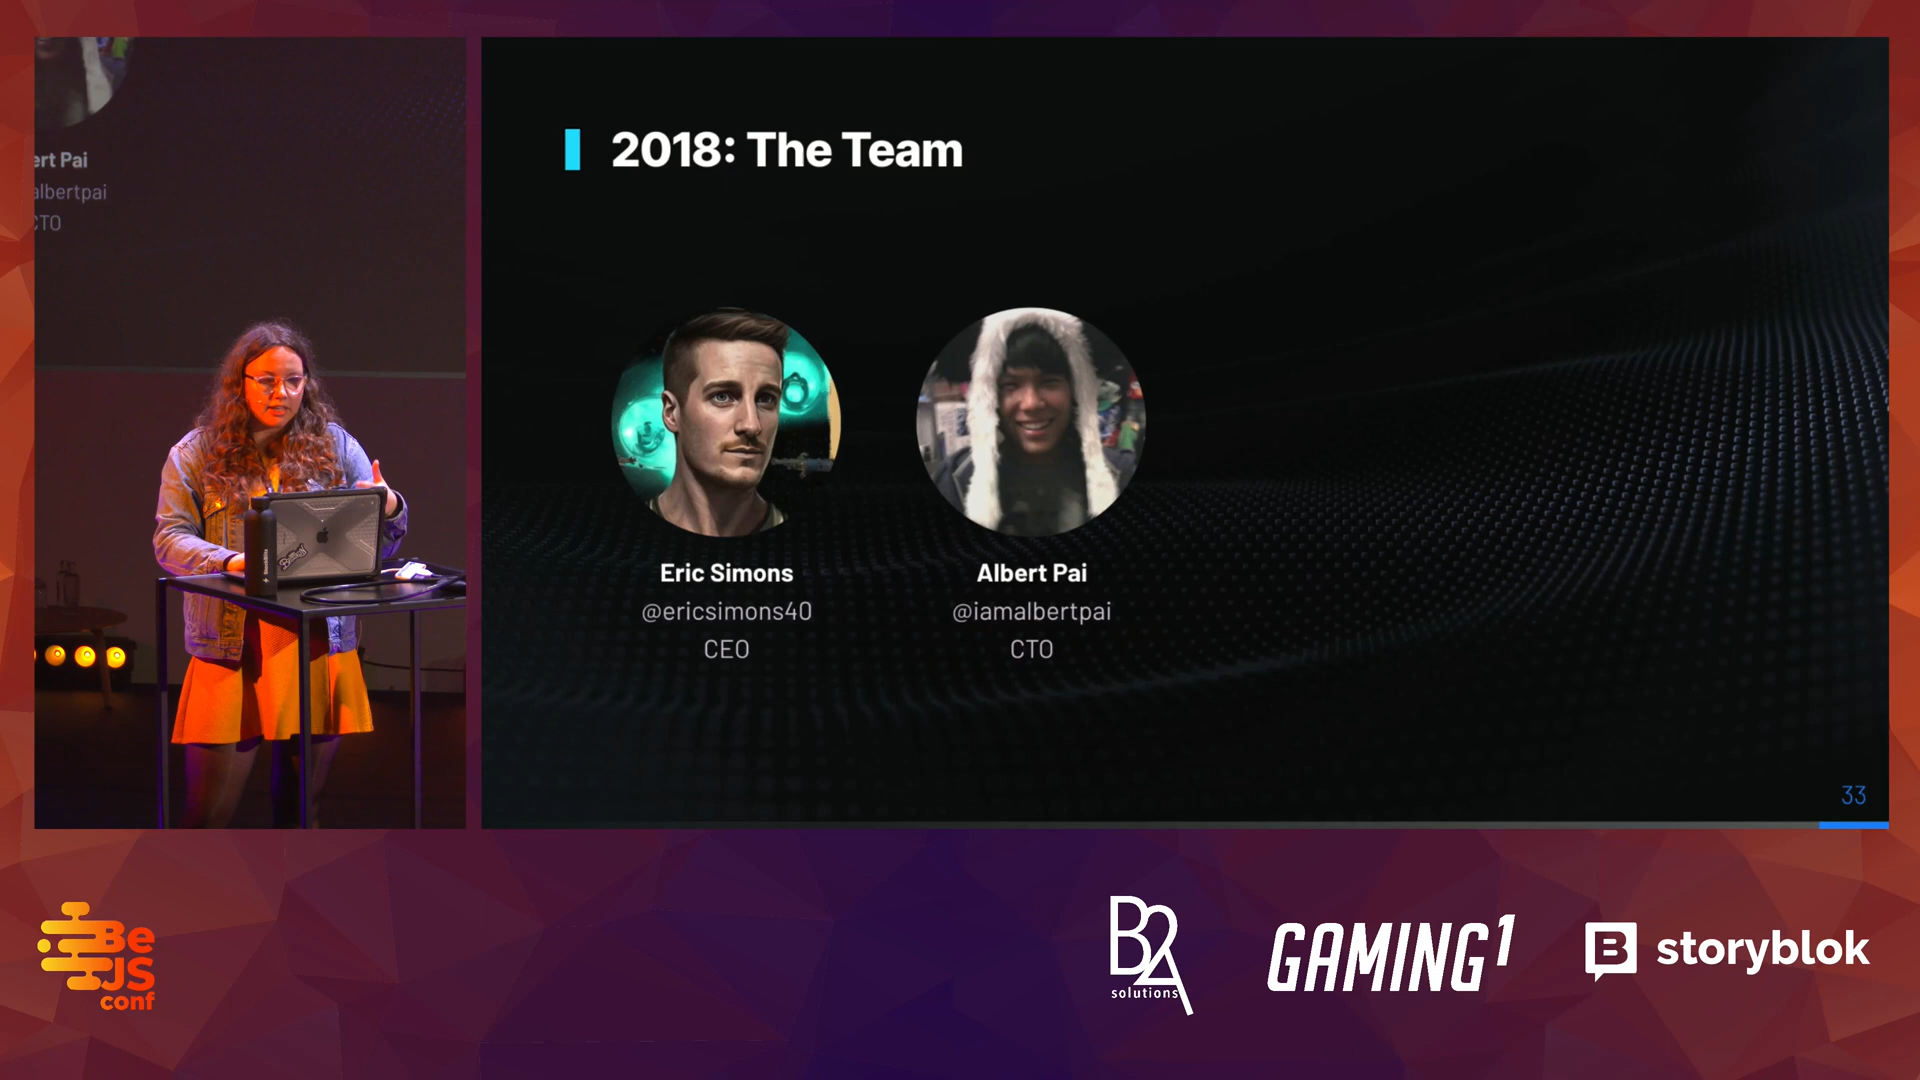 ert Pai
albertpai
CTO
2018: The Team
Eric Simons
@ericsimons40
CEO
Albert Pai
@iamalbertpai
CTO
33
StackBlitz
Be
JS
conf
B2A
solutions
GAMING1
storyblok